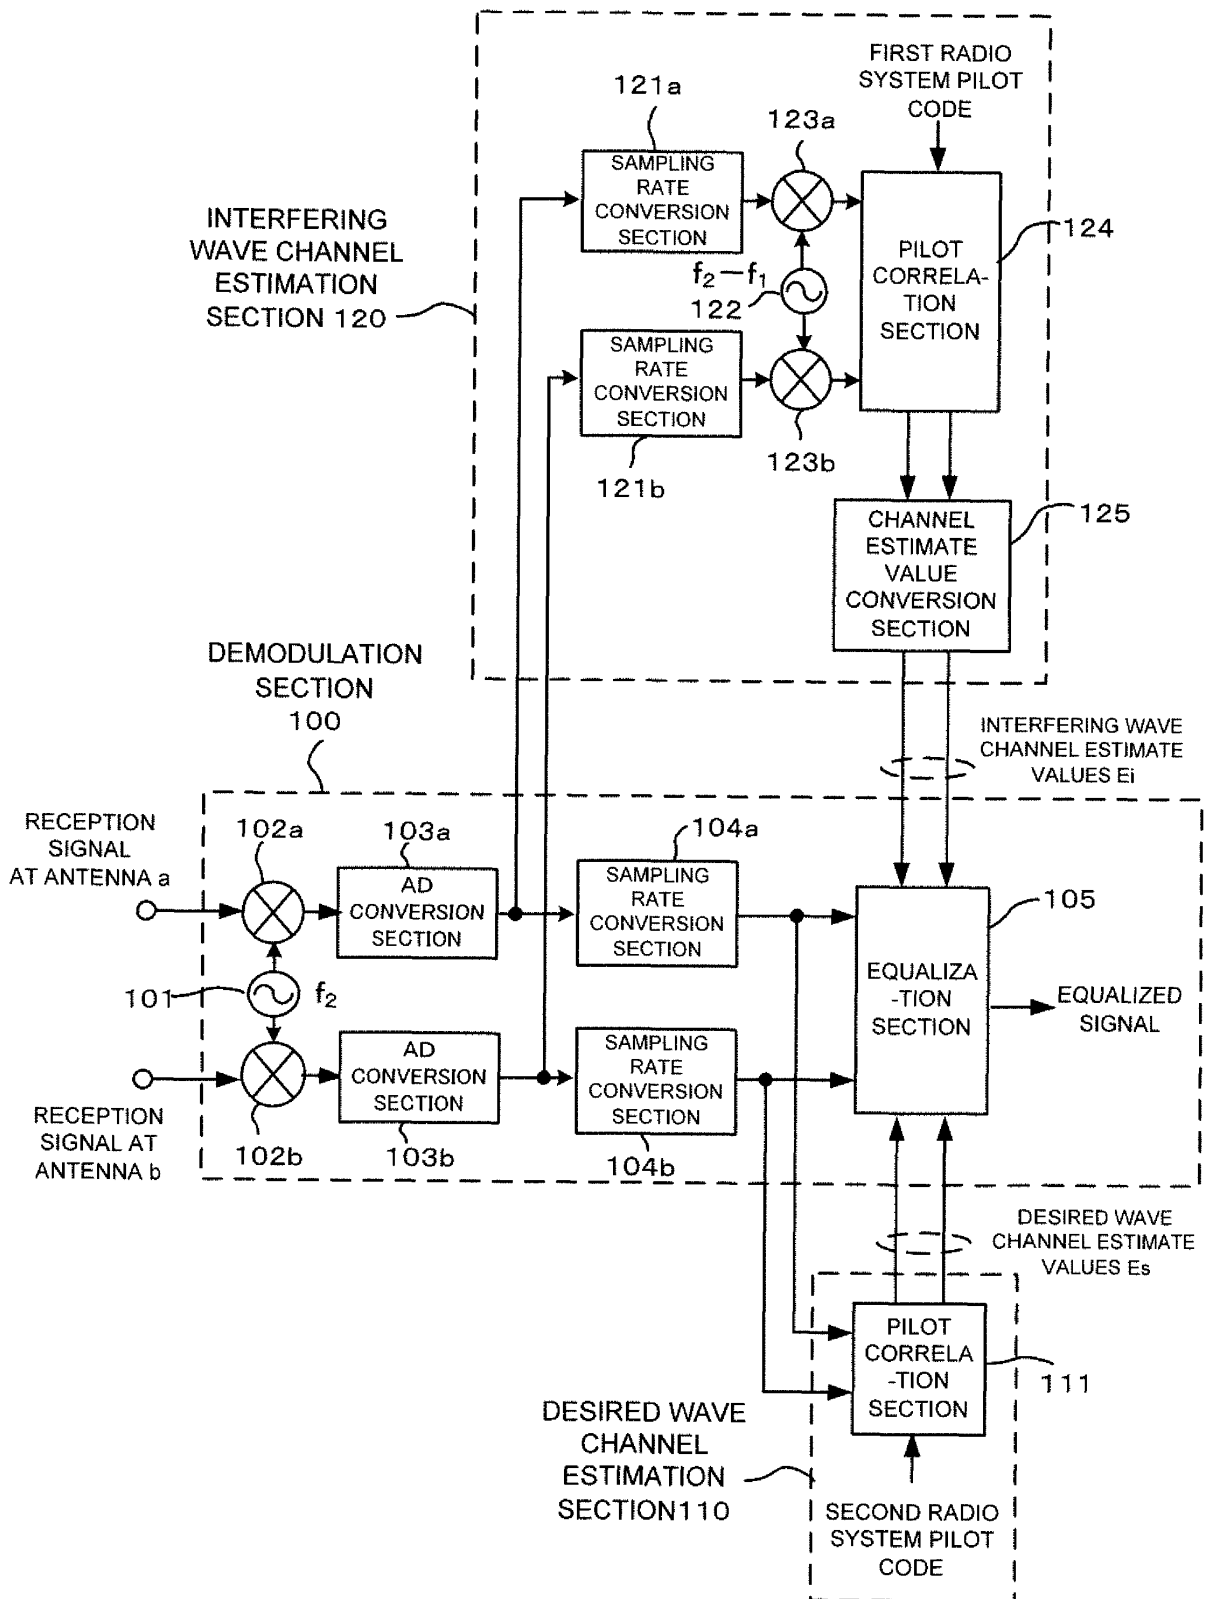 FIRST RADIO
SYSTEM PILOT
CODE
121a
123a
SAMPLING
RATE
CONVERSION
SECTION
INTERFERING
WAVE CHANNEL
ESTIMATION
SECTION 120
PILOT
CORRELA-
TION
SECTION
124
f2-f1
122
SAMPLING
RATE
CONVERSION
SECTION
123b
121b
CHANNEL
ESTIMATE
VALUE
CONVERSION
SECTION
125
DEMODULATION
SECTION
100
INTERFERING WAVE
CHANNEL ESTIMATE
VALUES Ei
RECEPTION
SIGNAL
AT ANTENNA a
102a
103a
104a
AD
CONVERSION
SECTION
SAMPLING
RATE
CONVERSION
SECTION
105
101
f2
EQUALIZA
-TION
SECTION
EQUALIZED
SIGNAL
AD
CONVERSION
SECTION
SAMPLING
RATE
CONVERSION
SECTION
RECEPTION
SIGNAL AT
ANTENNA b
102b
103b
104b
DESIRED WAVE
CHANNEL ESTIMATE
VALUES Es
PILOT
CORRELA
-TION
SECTION
111
DESIRED WAVE
CHANNEL
ESTIMATION
SECTION110
SECOND RADIO
SYSTEM PILOT
CODE